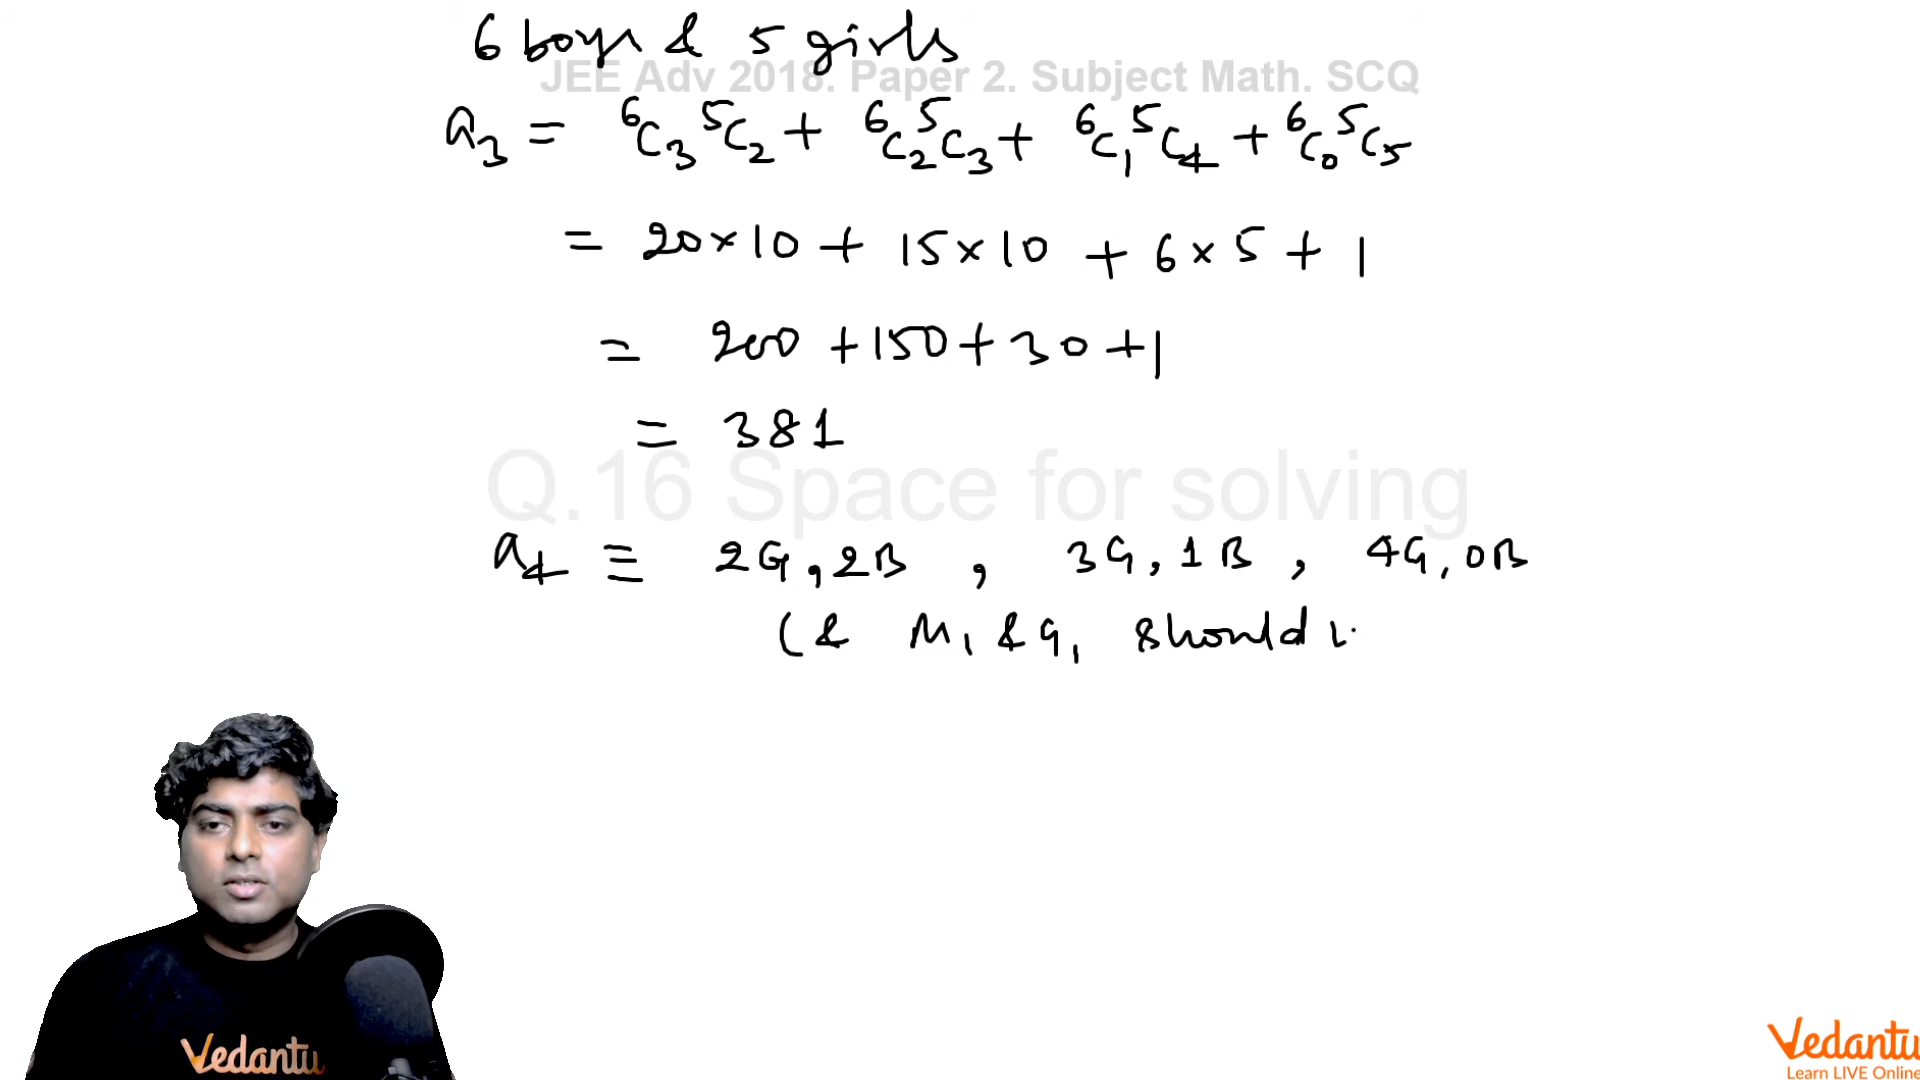 6 boys & 5 girls
JEE Adv 2018. Paper 2. Subject Math. SCQ
a₃ = ⁶C₃ ⁵C₂ + ⁶C₂ ⁵C₃ + ⁶C₁ ⁵C₄ + ⁶C₀ ⁵C₅
= 20×10 + 15×10 + 6×5 + 1
= 200 + 150 + 30 + 1
= 381
Q.16 Space for solving
a₄ ≡ 2G, 2B , 3G, 1B , 4G, 0B
(& M₁ & G₁ should
Vedantu
Vedantu
Learn LIVE Online